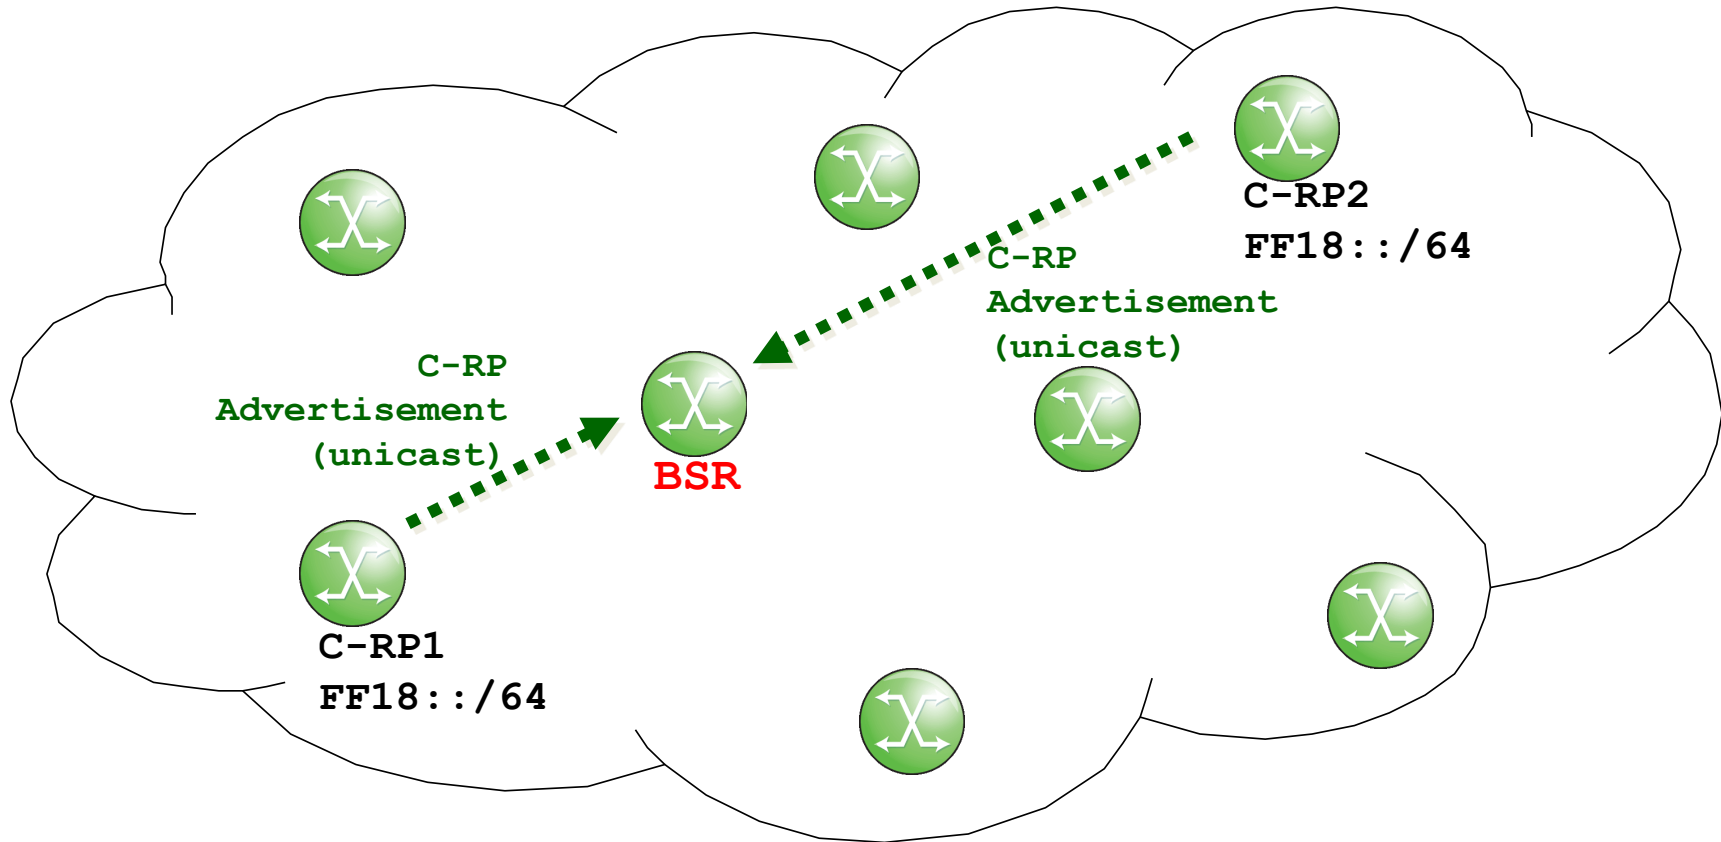 C-RP2
FF18::/64
C-RP
Advertisement
(unicast)
C-RP
Advertisement
(unicast)
BSR
C-RP1
FF18::/64